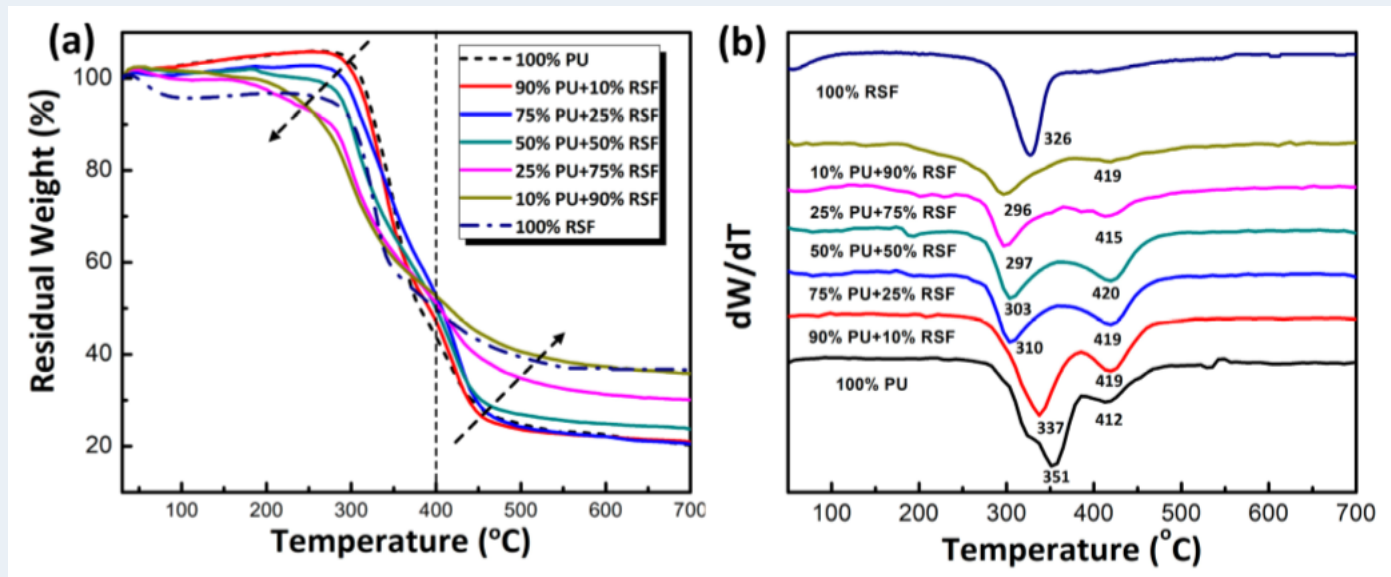 (a)
Residual Weight (%)
100
80
60
40
20
100% PU
90% PU+10% RSF
75% PU+25% RSF
50% PU+50% RSF
25% PU+75% RSF
10% PU+90% RSF
100% RSF
100 200 300 400 500 600 700
Temperature (°C)
(b)
dW/dT
100% RSF
326
10% PU+90% RSF
296
419
25% PU+75% RSF
297
415
50% PU+50% RSF
303
420
75% PU+25% RSF
310
419
90% PU+10% RSF
337
419
100% PU
351
412
100 200 300 400 500 600 700
Temperature (°C)